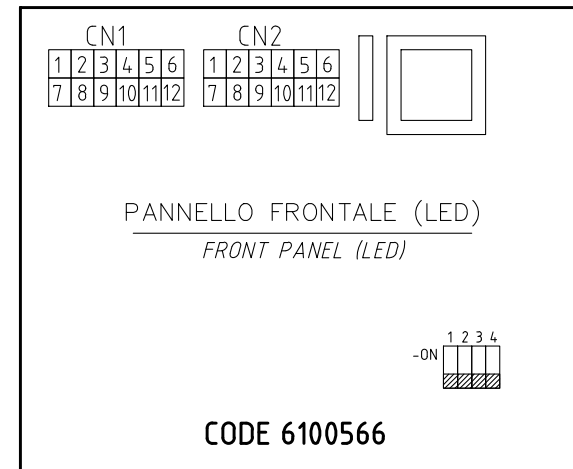 CN1 CN2
1 2 3 4 5 6 1 2 3 4 5 6
7 8 9 10 11 12 7 8 9 10 11 12
PANNELLO FRONTALE (LED)
FRONT PANEL (LED)
1 2 3 4
-ON
CODE 6100566